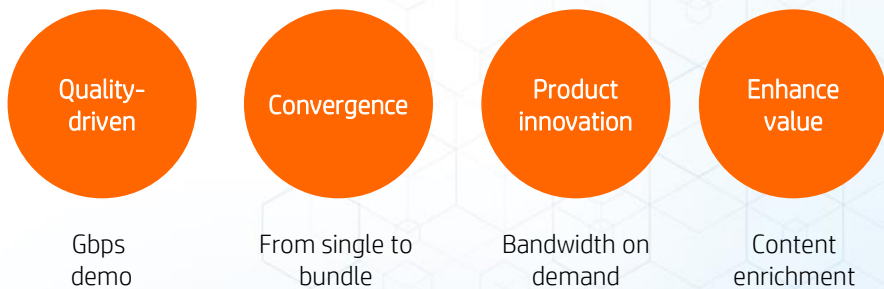 Quality-
driven
Convergence
Product
innovation
Enhance
value
Gbps
demo
From single to
bundle
Bandwidth on
demand
Content
enrichment